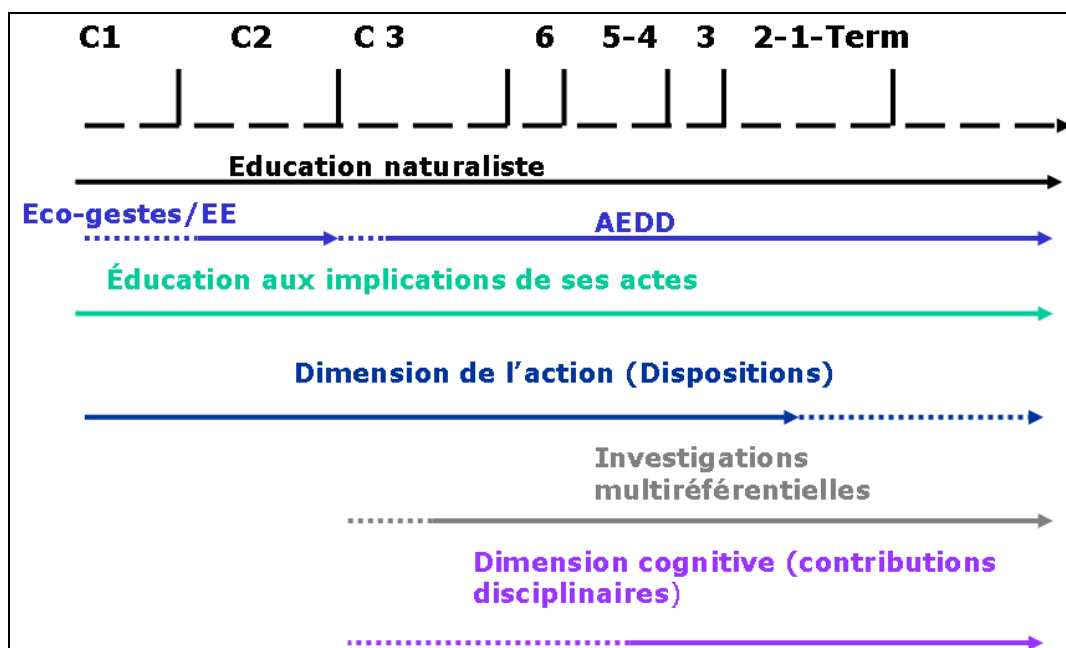 C1 C2 C 3 6 5-4 3 2-1-Term
Education naturaliste
Eco-gestes/EE
AEDD
Éducation aux implications de ses actes
Dimension de l'action (Dispositions)
Investigations
multiréférentielles
Dimension cognitive (contributions
disciplinaires)